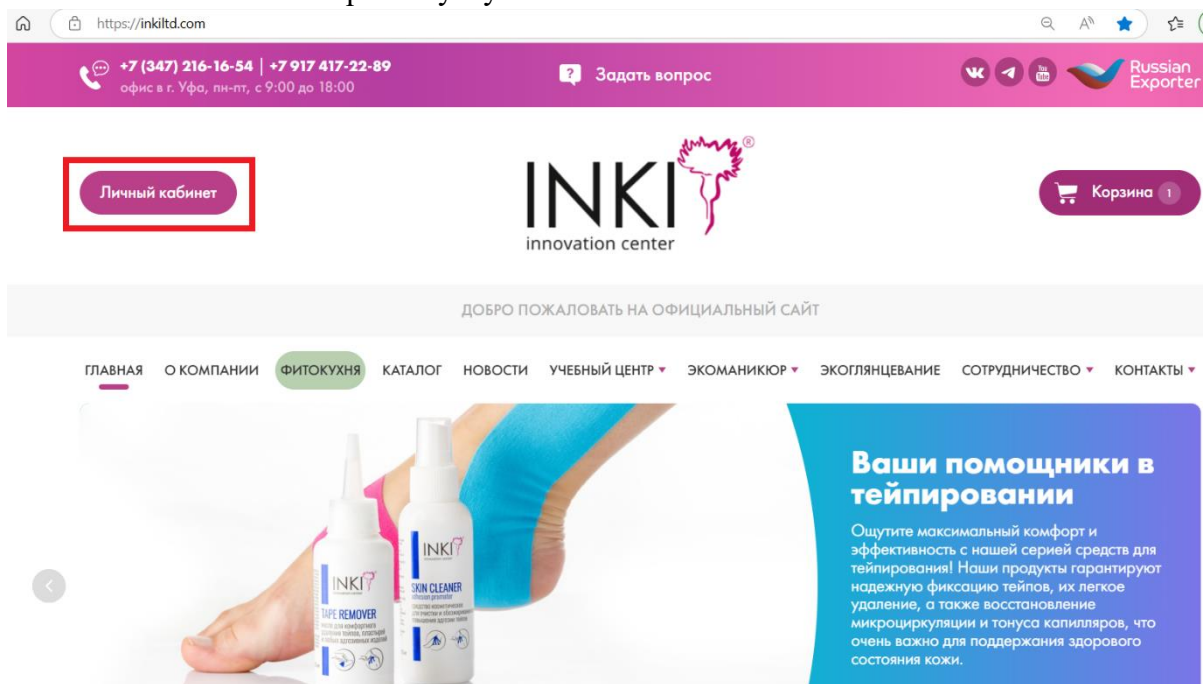 https://inkiltd.com
+7 (347) 216-16-54 | +7 917 417-22-89
офис в г. Уфа, пн-пт, с 9:00 до 18:00
? Задать вопрос
You Tube
Russian Exporter
Личный кабинет
INKI ®
innovation center
Корзина 1
ДОБРО ПОЖАЛОВАТЬ НА ОФИЦИАЛЬНЫЙ САЙТ
ГЛАВНАЯ О КОМПАНИИ ФИТОКУХНЯ КАТАЛОГ НОВОСТИ УЧЕБНЫЙ ЦЕНТР ЭКОМАНИКЮР ЭКОГЛЯНЦЕВАНИЕ СОТРУДНИЧЕСТВО КОНТАКТЫ
Ваши помощники в
тейпировании
Ощутите максимальный комфорт и
эффективность с нашей серией средств для
тейпирования! Наши продукты гарантируют
надежную фиксацию тейпов, их легкое
удаление, а также восстановление
микроциркуляции и тонуса капилляров, что
очень важно для поддержания здорового
состояния кожи.
INKI
TAPE REMOVER
INKI
SKIN CLEANER
adhesion promoter